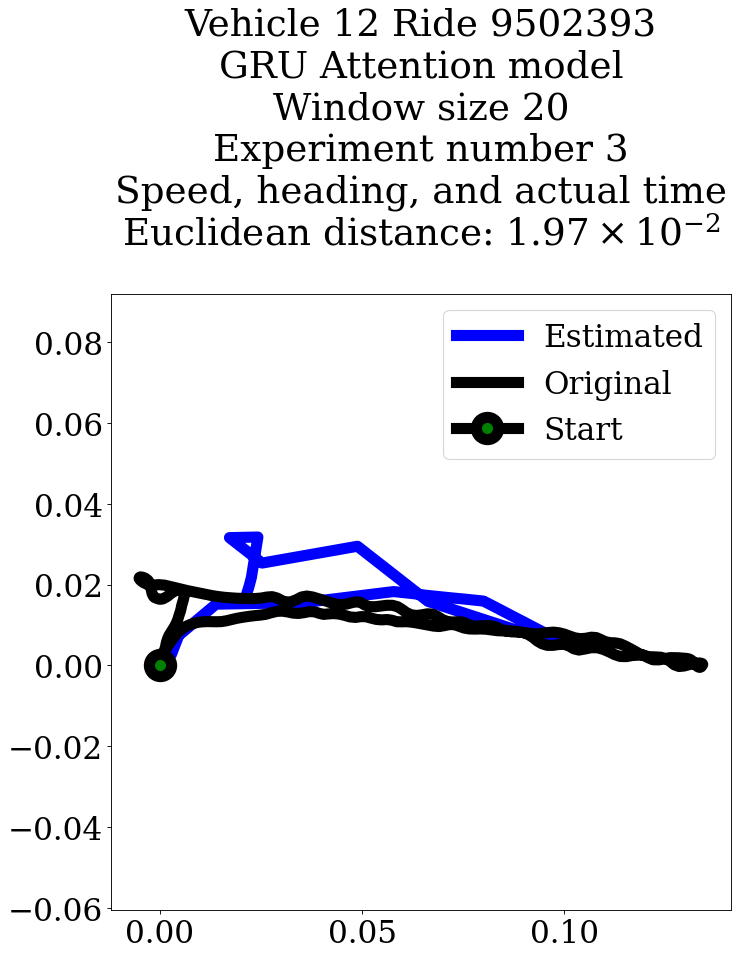 Vehicle 12 Ride 9502393
GRU Attention model
Window size 20
Experiment number 3
Speed, heading, and actual time
Euclidean distance: 1.97 × 10⁻²
Estimated
Original
Start
0.08
0.06
0.04
0.02
0.00
−0.02
−0.04
−0.06
0.00 0.05 0.10